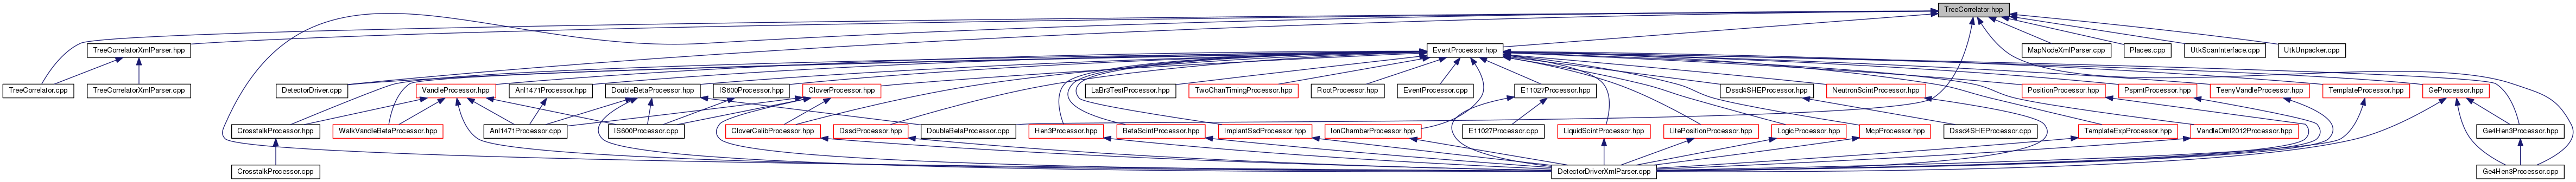 TreeCorrelator.hpp
TreeCorrelatorXmlParser.hpp
EventProcessor.hpp
MapNodeXmlParser.cpp
Places.cpp
UtkScanInterface.cpp
UtkUnpacker.cpp
TreeCorrelator.cpp
TreeCorrelatorXmlParser.cpp
DetectorDriver.cpp
VandleProcessor.hpp
Anl1471Processor.hpp
DoubleBetaProcessor.hpp
IS600Processor.hpp
CloverProcessor.hpp
LaBr3TestProcessor.hpp
TwoChanTimingProcessor.hpp
RootProcessor.hpp
EventProcessor.cpp
E11027Processor.hpp
Dssd4SHEProcessor.hpp
NeutronScintProcessor.hpp
PositionProcessor.hpp
PspmtProcessor.hpp
TeenyVandleProcessor.hpp
TemplateProcessor.hpp
GeProcessor.hpp
CrosstalkProcessor.hpp
WalkVandleBetaProcessor.hpp
Anl1471Processor.cpp
IS600Processor.cpp
CloverCalibProcessor.hpp
DssdProcessor.hpp
DoubleBetaProcessor.cpp
Hen3Processor.hpp
BetaScintProcessor.hpp
ImplantSsdProcessor.hpp
IonChamberProcessor.hpp
E11027Processor.cpp
LiquidScintProcessor.hpp
LitePositionProcessor.hpp
LogicProcessor.hpp
McpProcessor.hpp
Dssd4SHEProcessor.cpp
TemplateExpProcessor.hpp
VandleOrnl2012Processor.hpp
Ge4Hen3Processor.hpp
CrosstalkProcessor.cpp
DetectorDriverXmlParser.cpp
Ge4Hen3Processor.cpp